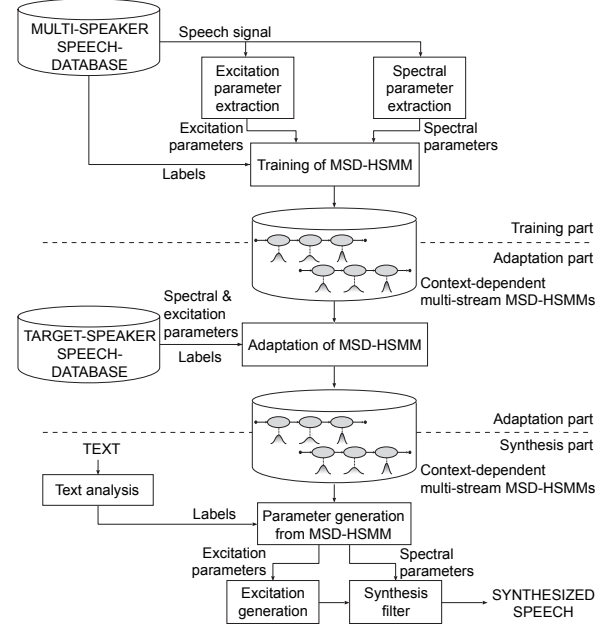 MULTI-SPEAKER
SPEECH-
DATABASE
Speech signal
Excitation
parameter
extraction
Spectral
parameter
extraction
Excitation
parameters
Spectral
parameters
Labels
Training of MSD-HSMM
Training part
Adaptation part
Context-dependent
multi-stream MSD-HSMMs
Spectral &
excitation
parameters
TARGET-SPEAKER
SPEECH-
DATABASE
Labels
Adaptation of MSD-HSMM
Adaptation part
Synthesis part
Context-dependent
multi-stream MSD-HSMMs
TEXT
Text analysis
Labels
Parameter generation
from MSD-HSMM
Excitation
parameters
Spectral
parameters
Excitation
generation
Synthesis
filter
SYNTHESIZED
SPEECH